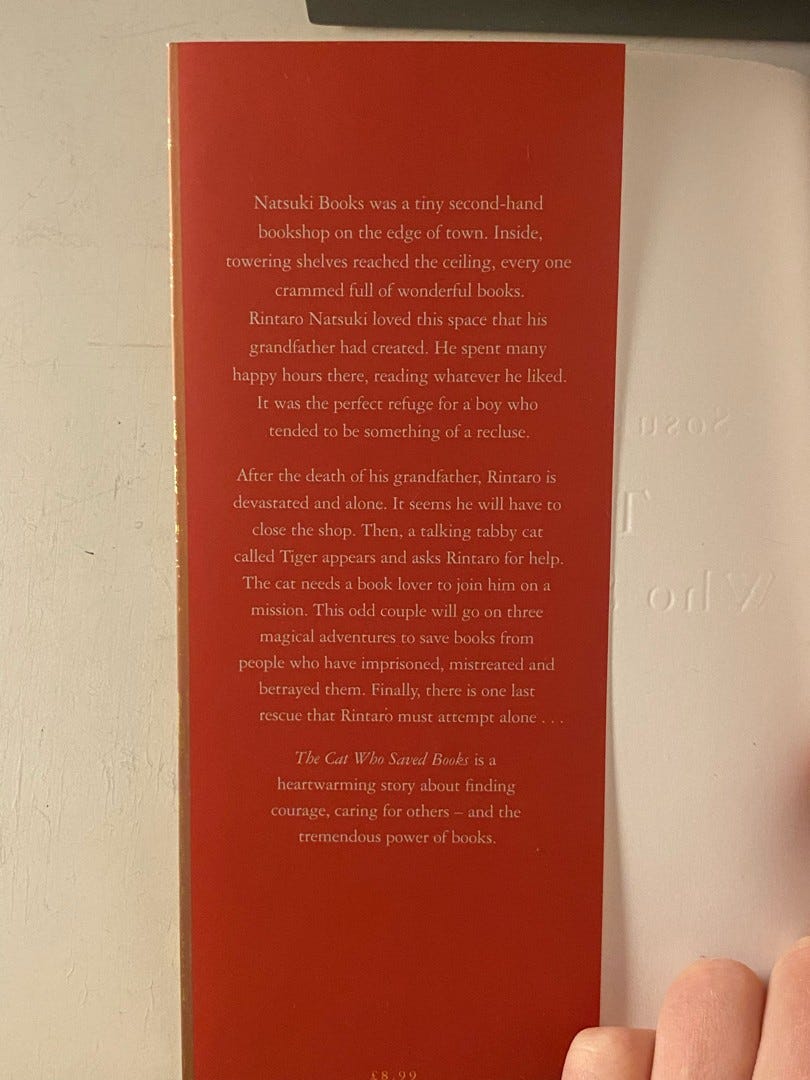 Natsuki Books was a tiny second-hand
bookshop on the edge of town. Inside,
towering shelves reached the ceiling, every one
crammed full of wonderful books.
Rintaro Natsuki loved this space that his
grandfather had created. He spent many
happy hours there, reading whatever he liked.
It was the perfect refuge for a boy who
tended to be something of a recluse.
After the death of his grandfather, Rintaro is
devastated and alone. It seems he will have to
close the shop. Then, a talking tabby cat
called Tiger appears and asks Rintaro for help.
The cat needs a book lover to join him on a
mission. This odd couple will go on three
magical adventures to save books from
people who have imprisoned, mistreated and
betrayed them. Finally, there is one last
rescue that Rintaro must attempt alone . . .
The Cat Who Saved Books is a
heartwarming story about finding
courage, caring for others – and the
tremendous power of books.
£8.99
Sosu
T
Who